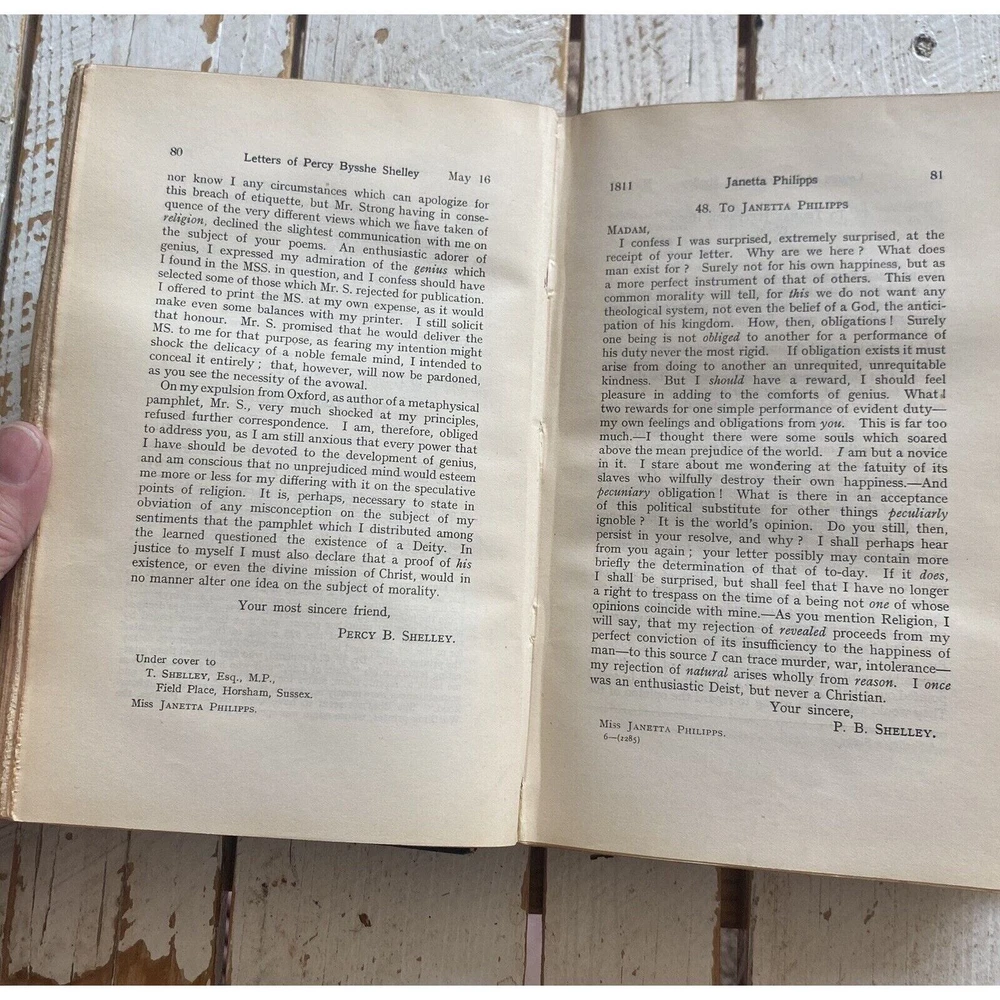 80 Letters of Percy Bysshe Shelley May 16
nor know I any circumstances which can apologize for
this breach of etiquette, but Mr. Strong having in conse-
quence of the very different views which we have taken of
religion, declined the slightest communication with me on
the subject of your poems. An enthusiastic adorer of
genius, I expressed my admiration of the genius which
I found in the MSS. in question, and I confess should have
selected some of those which Mr. S. rejected for publication.
I offered to print the MS. at my own expense, as it would
make even some balances with my printer. I still solicit
that honour. Mr. S. promised that he would deliver the
MS. to me for that purpose, as fearing my intention might
shock the delicacy of a noble female mind, I intended to
conceal it entirely; that, however, will now be pardoned,
as you see the necessity of the avowal.
On my expulsion from Oxford, as author of a metaphysical
pamphlet, Mr. S., very much shocked at my principles,
refused further correspondence. I am, therefore, obliged
to address you, as I am still anxious that every power that
I have should be devoted to the development of genius,
and am conscious that no unprejudiced mind would esteem
me more or less for my differing with it on the speculative
points of religion. It is, perhaps, necessary to state in
obviation of any misconception on the subject of my
sentiments that the pamphlet which I distributed among
the learned questioned the existence of a Deity. In
justice to myself I must also declare that a proof of his
existence, or even the divine mission of Christ, would in
no manner alter one idea on the subject of morality.
Your most sincere friend,
PERCY B. SHELLEY.
Under cover to
T. SHELLEY, Esq., M.P.,
Field Place, Horsham, Sussex.
Miss JANETTA PHILIPPS.
1811 Janetta Philipps 81
48. TO JANETTA PHILIPPS
MADAM,
I confess I was surprised, extremely surprised, at the
receipt of your letter. Why are we here? What does
man exist for? Surely not for his own happiness, but as
a more perfect instrument of that of others. This even
common morality will tell, for this we do not want any
theological system, not even the belief of a God, the antici-
pation of his kingdom. How, then, obligations! Surely
one being is not obliged to another for a performance of
his duty never the most rigid. If obligation exists it must
arise from doing to another an unrequited, unrequitable
kindness. But I should have a reward, I should feel
pleasure in adding to the comforts of genius. What!
two rewards for one simple performance of evident duty—
my own feelings and obligations from you. This is far too
much.—I thought there were some souls which soared
above the mean prejudice of the world. I am but a novice
in it. I stare about me wondering at the fatuity of its
slaves who wilfully destroy their own happiness.—And
pecuniary obligation! What is there in an acceptance
of this political substitute for other things peculiarly
ignoble? It is the world's opinion. Do you still, then,
persist in your resolve, and why? I shall perhaps hear
from you again; your letter possibly may contain more
briefly the determination of that of to-day. If it does,
I shall be surprised, but shall feel that I have no longer
a right to trespass on the time of a being not one of whose
opinions coincide with mine.—As you mention Religion, I
will say, that my rejection of revealed proceeds from my
perfect conviction of its insufficiency to the happiness of
man—to this source I can trace murder, war, intolerance—
my rejection of natural arises wholly from reason. I once
was an enthusiastic Deist, but never a Christian.
Your sincere,
P. B. SHELLEY.
Miss JANETTA PHILIPPS.
6—(2285)